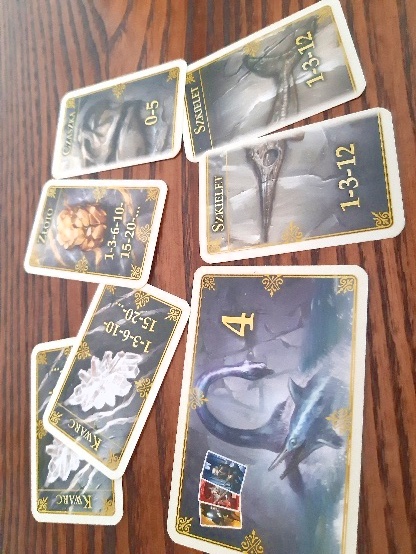 CZASZKA
0-5
SZKIELET
1-3-12
SZKIELET
1-3-12
ZŁOTO
1-3-6-10-
15-20-...
KWARC
1-3-6-10-
15-20-...
KWARC
4